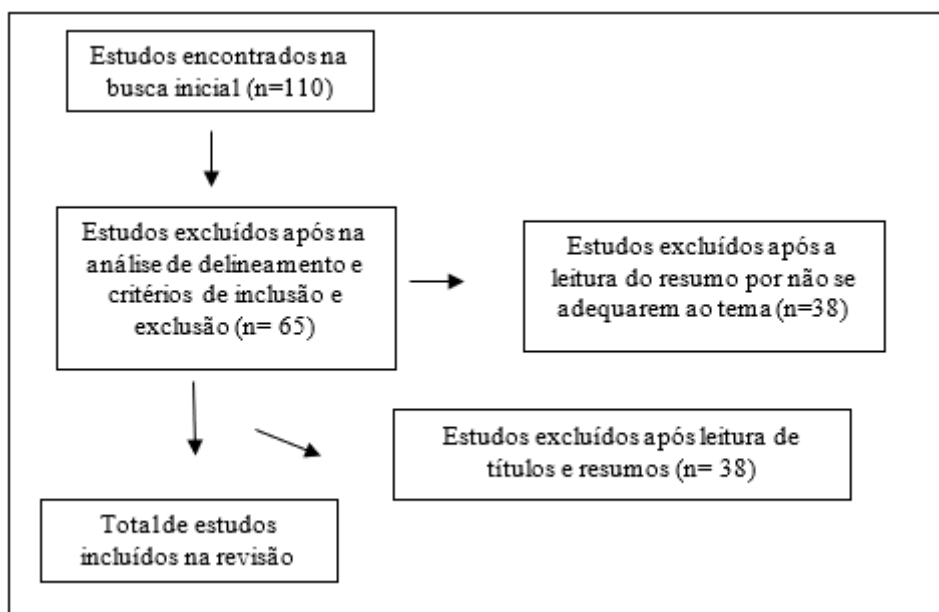 Estudos encontrados na
busca inicial (n=110)
Estudos excluídos após na
análise de delineamento e
critérios de inclusão e
exclusão (n= 65)
Estudos excluídos após a
leitura do resumo por não se
adequarem ao tema (n=38)
Estudos excluídos após leitura de
títulos e resumos (n= 38)
Total de estudos
incluídos na revisão